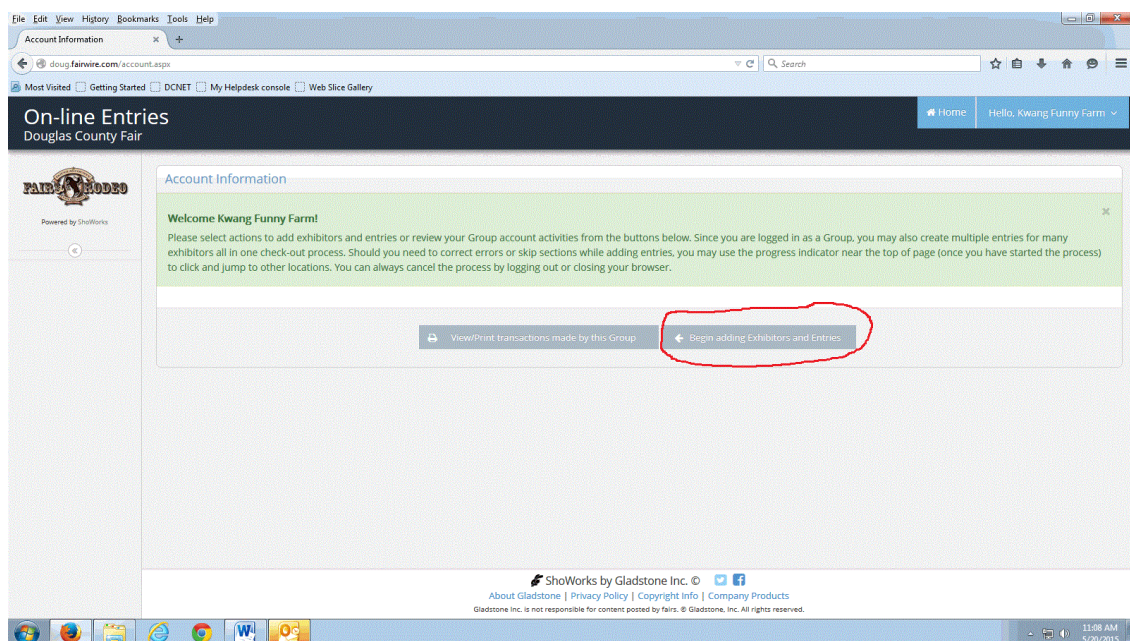 File Edit View History Bookmarks Tools Help
Account Information × +
doug.fairwire.com/account.aspx
Search
Most Visited Getting Started DCNET My Helpdesk console Web Slice Gallery
On-line Entries
Douglas County Fair
Home
Hello, Kwang Funny Farm
FAIR & RODEO
Powered by ShoWorks
Account Information
Welcome Kwang Funny Farm!
Please select actions to add exhibitors and entries or review your Group account activities from the buttons below. Since you are logged in as a Group, you may also create multiple entries for many
exhibitors all in one check-out process. Should you need to correct errors or skip sections while adding entries, you may use the progress indicator near the top of page (once you have started the process)
to click and jump to other locations. You can always cancel the process by logging out or closing your browser.
View/Print transactions made by this Group
Begin adding Exhibitors and Entries
ShoWorks by Gladstone Inc. ©
About Gladstone | Privacy Policy | Copyright Info | Company Products
Gladstone Inc. is not responsible for content posted by fairs. © Gladstone, Inc. All rights reserved.
11:08 AM
5/20/2015